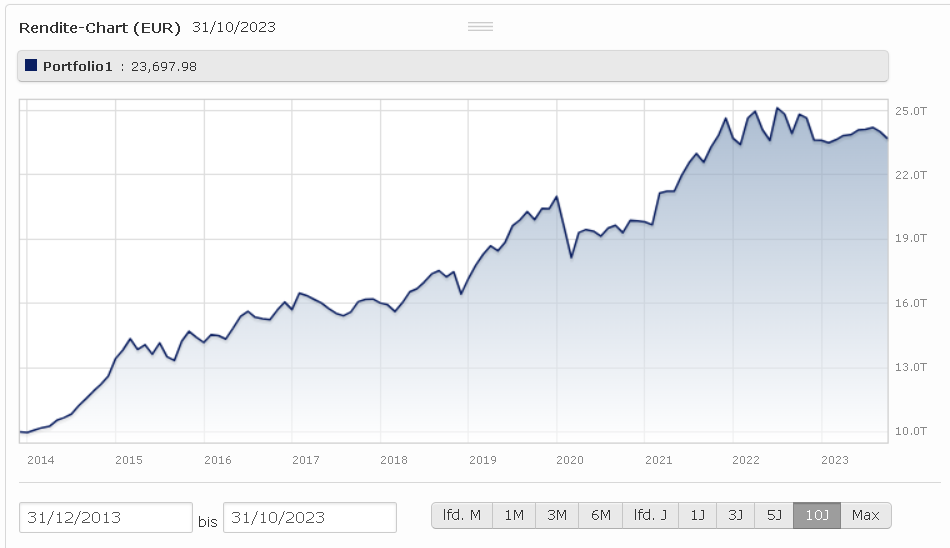 Rendite-Chart (EUR) 31/10/2023
Portfolio1 : 23,697.98
25.0T
22.0T
19.0T
16.0T
13.0T
10.0T
2014 2015 2016 2017 2018 2019 2020 2021 2022 2023
31/12/2013 bis 31/10/2023 lfd. M 1M 3M 6M lfd. J 1J 3J 5J 10J Max